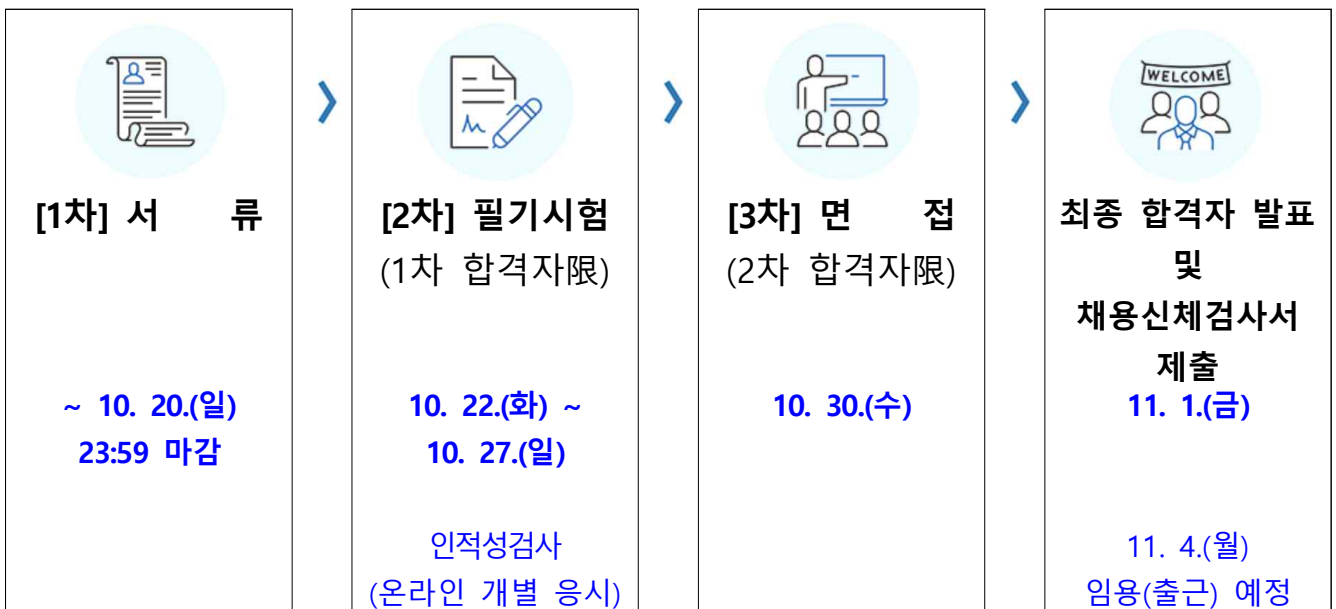 [1차] 서 류
~ 10. 20.(일)
23:59 마감
[2차] 필기시험
(1차 합격자限)
10. 22.(화) ~
10. 27.(일)
인적성검사
(온라인 개별 응시)
[3차] 면 접
(2차 합격자限)
10. 30.(수)
WELCOME
최종 합격자 발표
및
채용신체검사서
제출
11. 1.(금)
11. 4.(월)
임용(출근) 예정